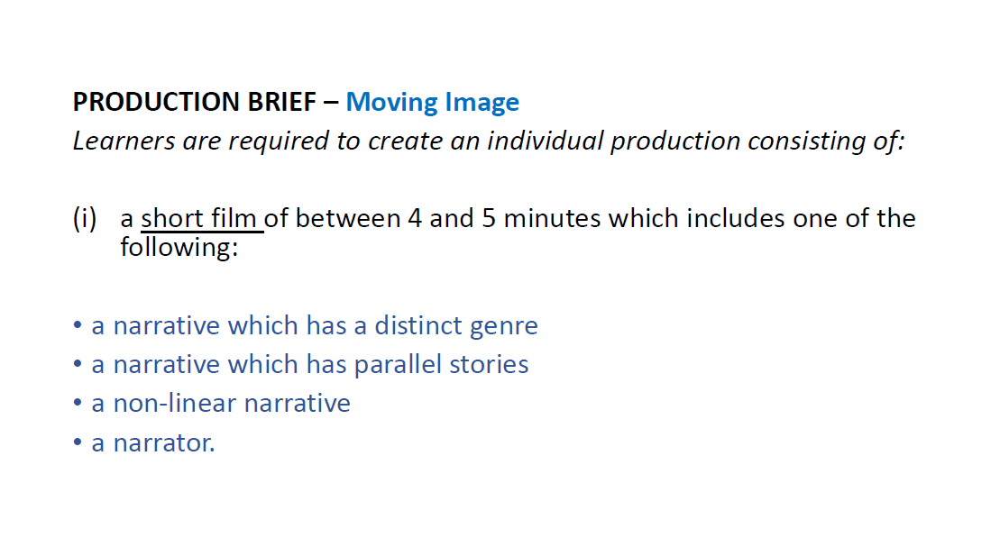 PRODUCTION BRIEF – Moving Image
Learners are required to create an individual production consisting of:
(i) a short film of between 4 and 5 minutes which includes one of the
following:
• a narrative which has a distinct genre
• a narrative which has parallel stories
• a non-linear narrative
• a narrator.